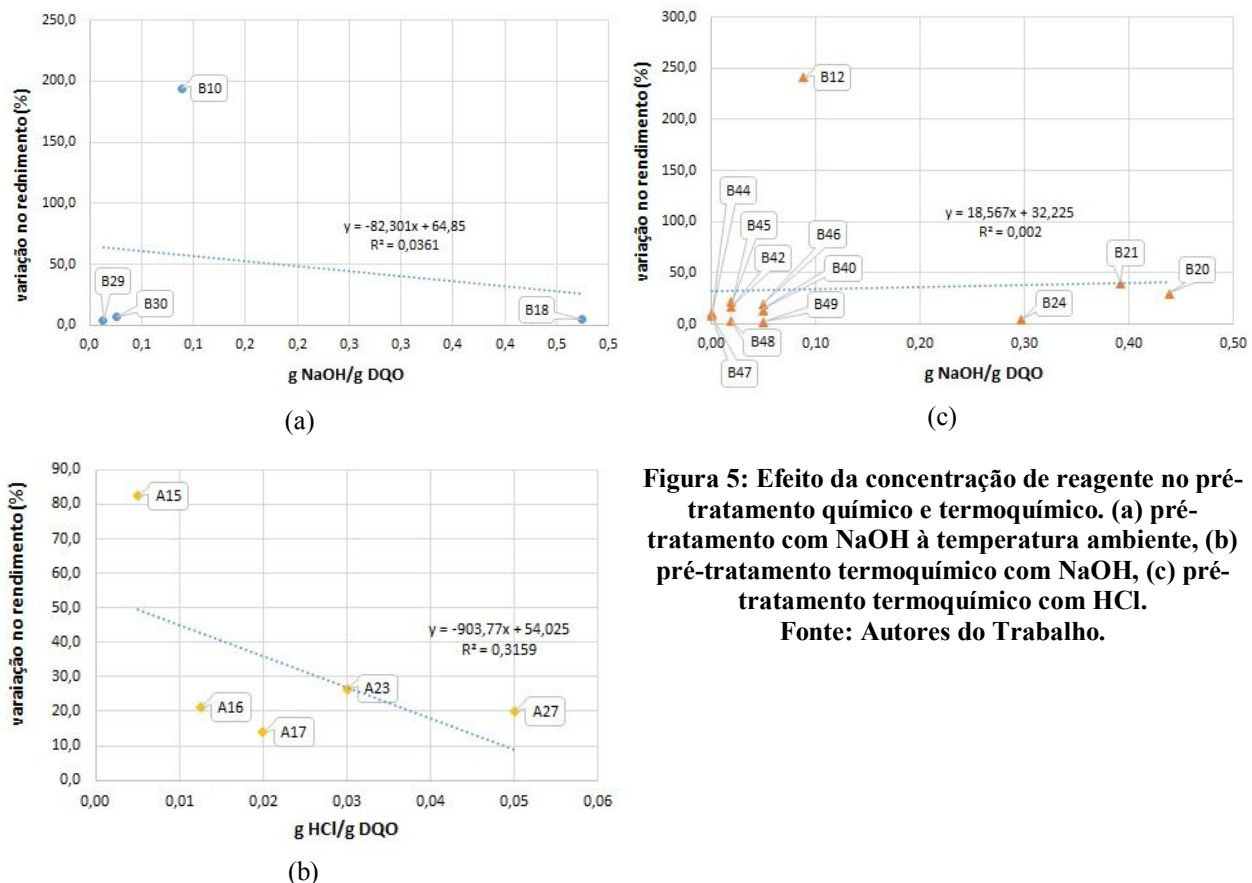 250,0
200,0
150,0
100,0
50,0
0,0
variação no rednimento (%)
B10
B29
B30
B18
y = -82,301x + 64,85
R² = 0,0361
0,0 0,1 0,1 0,2 0,2 0,3 0,3 0,4 0,4 0,5 0,5
g NaOH/g DQO
(a)
300,0
250,0
200,0
150,0
100,0
50,0
0,0
variação no rendimento (%)
B12
B44
B45
B42
B46
B40
B49
B48
B47
B24
B21
B20
y = 18,567x + 32,225
R² = 0,002
0,00 0,10 0,20 0,30 0,40 0,50
g NaOH/g DQO
(c)
90,0
80,0
70,0
60,0
50,0
40,0
30,0
20,0
10,0
0,0
varaiação no rendimento (%)
A15
A16
A17
A23
A27
y = -903,77x + 54,025
R² = 0,3159
0,00 0,01 0,02 0,03 0,04 0,05 0,06
g HCl/g DQO
(b)
Figura 5: Efeito da concentração de reagente no pré-
tratamento químico e termoquímico. (a) pré-
tratamento com NaOH à temperatura ambiente, (b)
pré-tratamento termoquímico com NaOH, (c) pré-
tratamento termoquímico com HCl.
Fonte: Autores do Trabalho.